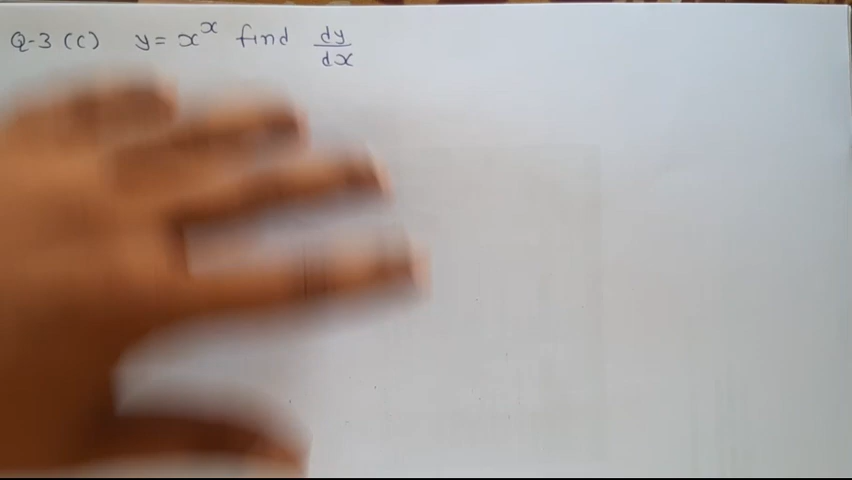 Q-3 (C) y = x^x find dy/dx